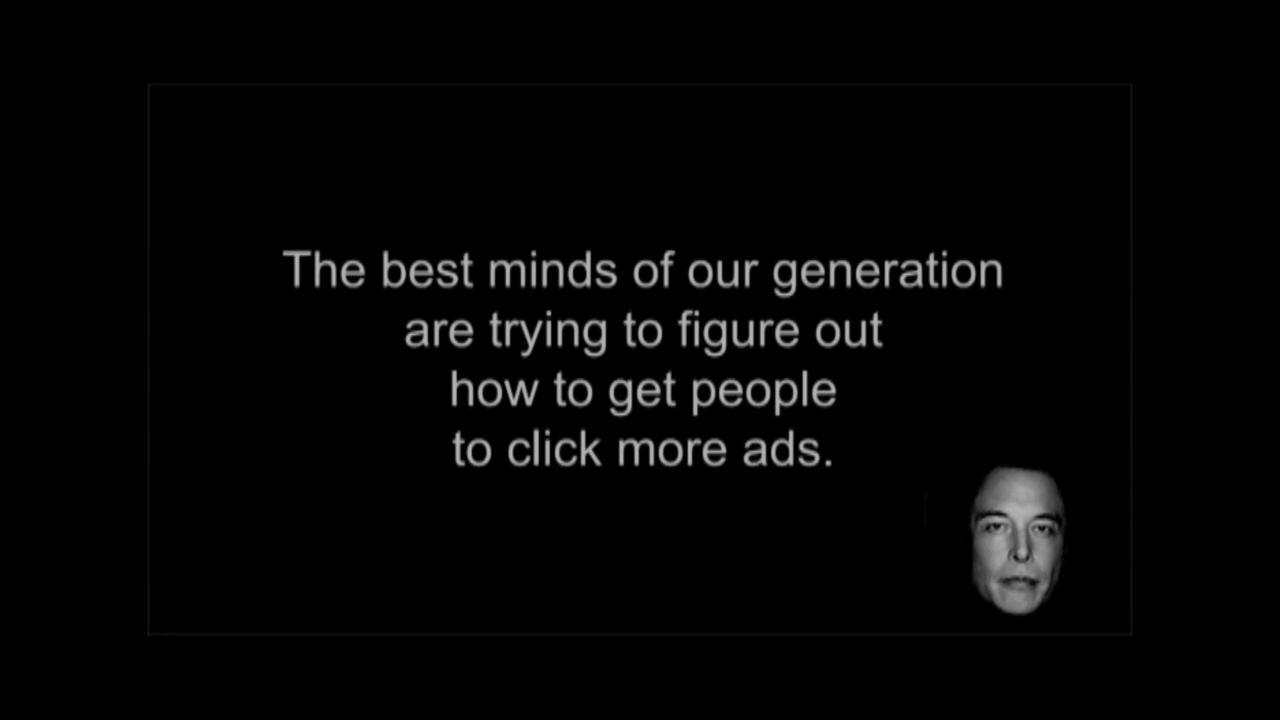 The best minds of our generation
are trying to figure out
how to get people
to click more ads.